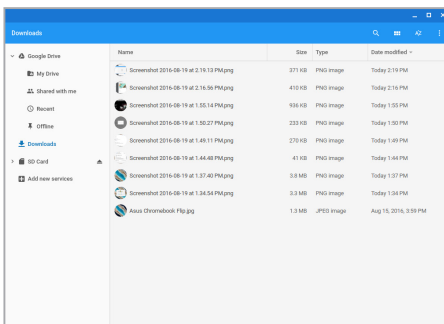 Downloads
Google Drive
My Drive
Shared with me
Recent
Offline
Downloads
SD Card
Add new services
Name Size Type Date modified
Screenshot 2016-08-19 at 2.19.13 PM.png 371 KB PNG image Today 2:19 PM
Screenshot 2016-08-19 at 2.16.56 PM.png 410 KB PNG image Today 2:16 PM
Screenshot 2016-08-19 at 1.55.14 PM.png 936 KB PNG image Today 1:55 PM
Screenshot 2016-08-19 at 1.50.27 PM.png 233 KB PNG image Today 1:50 PM
Screenshot 2016-08-19 at 1.49.11 PM.png 270 KB PNG image Today 1:49 PM
Screenshot 2016-08-19 at 1.44.48 PM.png 41 KB PNG image Today 1:44 PM
Screenshot 2016-08-19 at 1.37.40 PM.png 3.8 MB PNG image Today 1:37 PM
Screenshot 2016-08-19 at 1.34.54 PM.png 3.3 MB PNG image Today 1:34 PM
Asus Chromebook Flip.jpg 1.3 MB JPEG image Aug 15, 2016, 3:59 PM